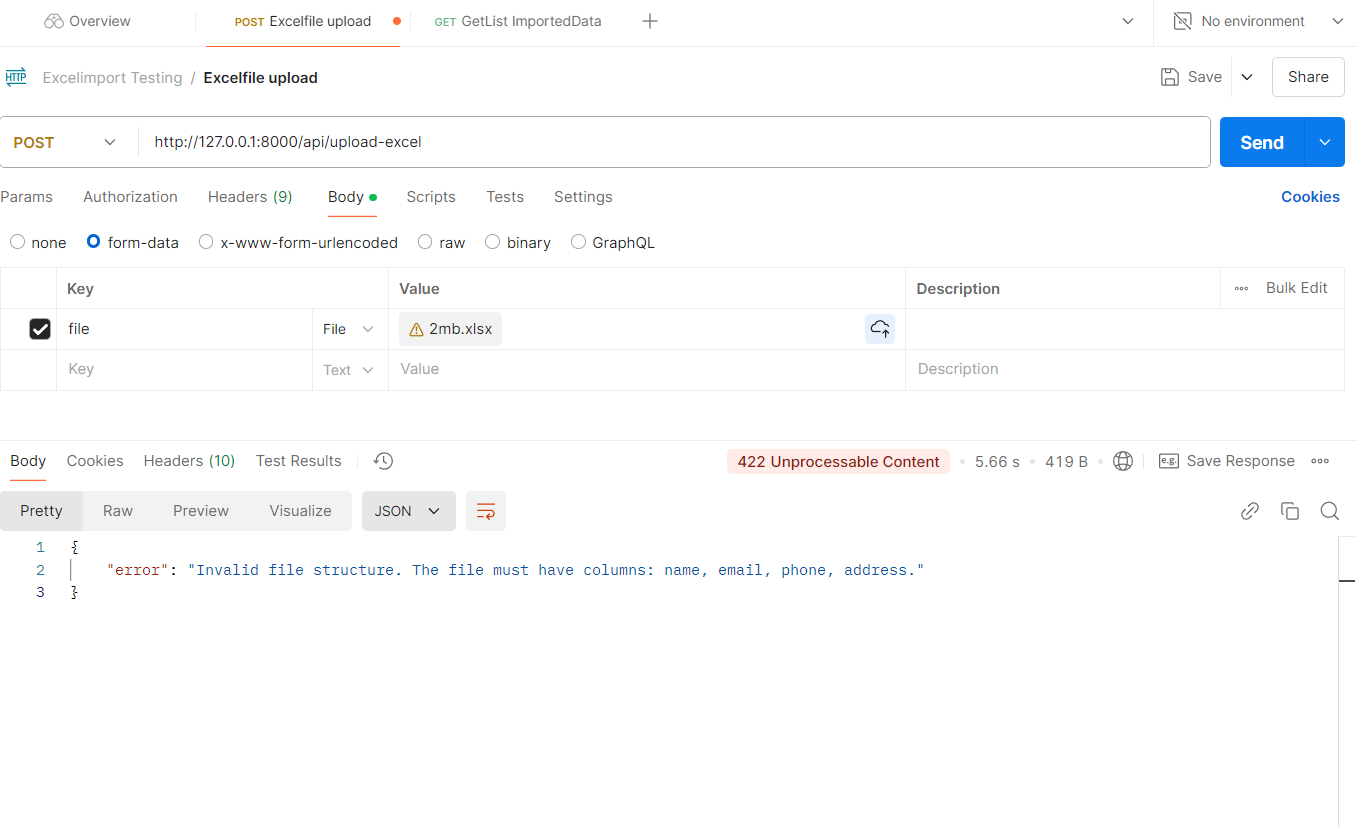 Overview POST Excelfile upload GET GetList ImportedData No environment
HTTP Excelimport Testing / Excelfile upload Save Share
POST http://127.0.0.1:8000/api/upload-excel Send
Params Authorization Headers (9) Body Scripts Tests Settings Cookies
none form-data x-www-form-urlencoded raw binary GraphQL
Key Value Description Bulk Edit
file File 2mb.xlsx
Key Text Value Description
Body Cookies Headers (10) Test Results 422 Unprocessable Content 5.66 s 419 B e.g. Save Response
Pretty Raw Preview Visualize JSON
1 {
2 "error": "Invalid file structure. The file must have columns: name, email, phone, address."
3 }